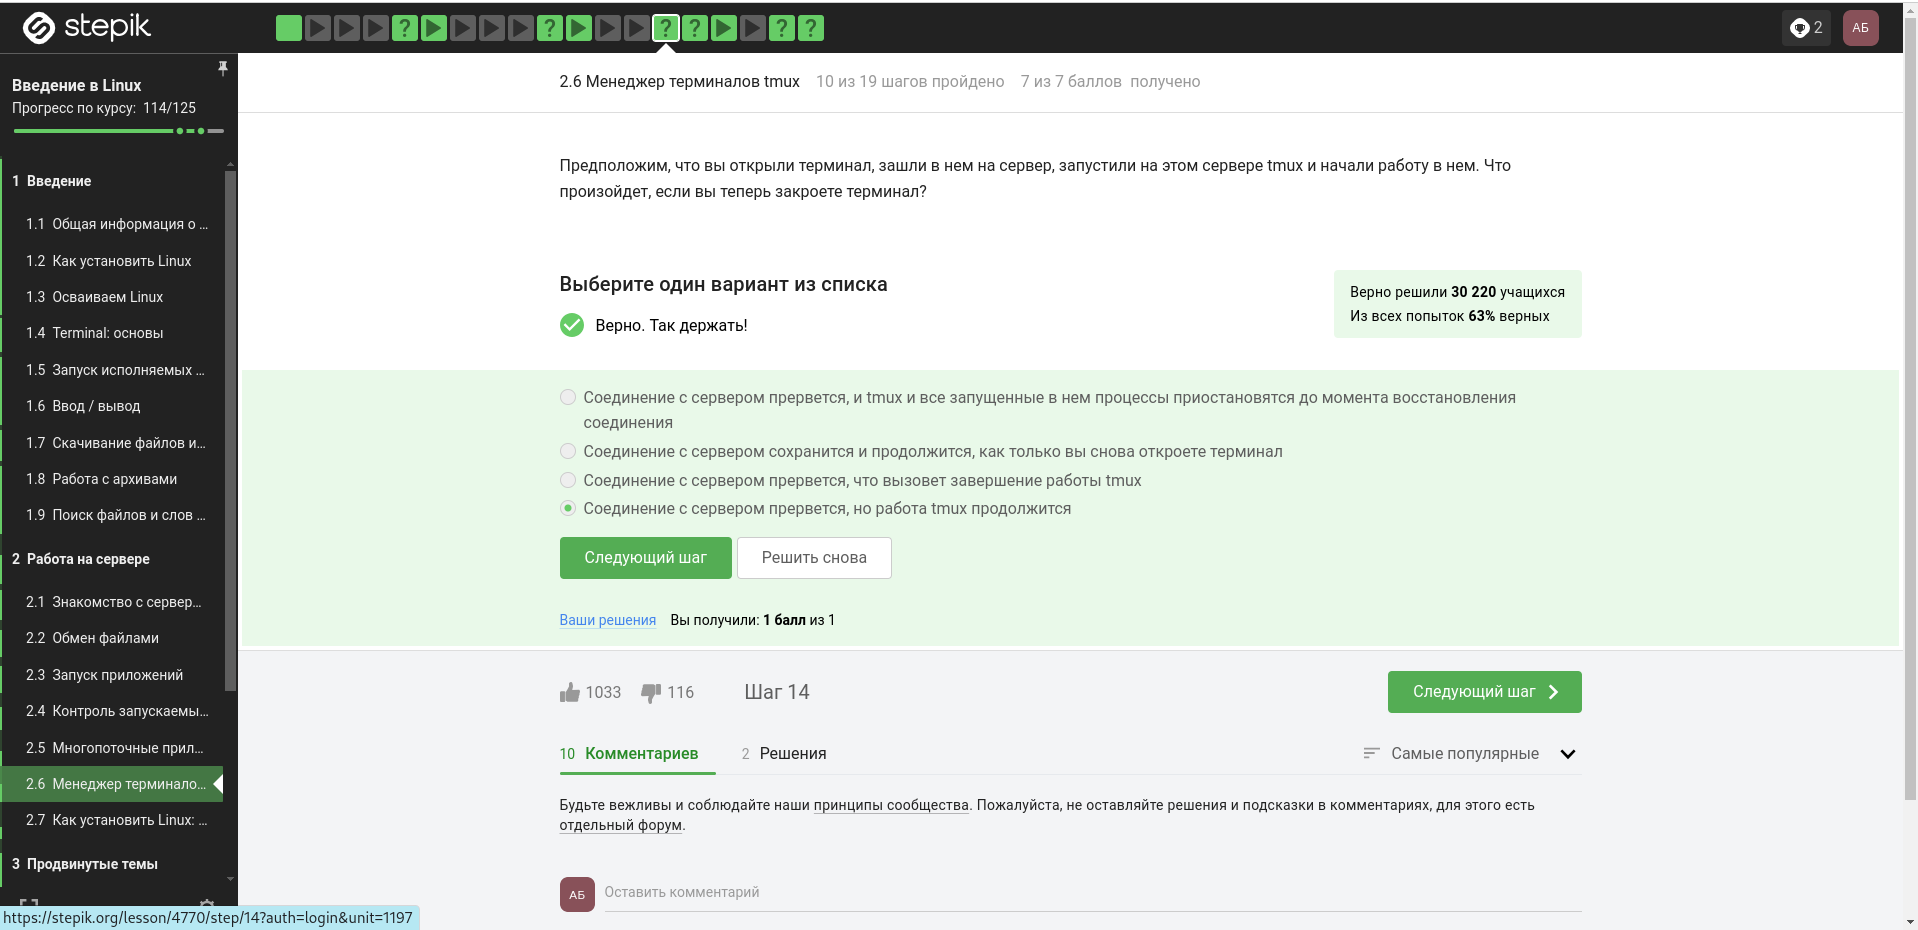 stepik
? ? ? ? ? ?
2
АБ
Введение в Linux
Прогресс по курсу: 114/125
1 Введение
1.1 Общая информация о ...
1.2 Как установить Linux
1.3 Осваиваем Linux
1.4 Terminal: основы
1.5 Запуск исполняемых ...
1.6 Ввод / вывод
1.7 Скачивание файлов и...
1.8 Работа с архивами
1.9 Поиск файлов и слов ...
2 Работа на сервере
2.1 Знакомство с сервер...
2.2 Обмен файлами
2.3 Запуск приложений
2.4 Контроль запускаемы...
2.5 Многопоточные прил...
2.6 Менеджер терминало...
2.7 Как установить Linux: ...
3 Продвинутые темы
https://stepik.org/lesson/4770/step/14?auth=login&unit=1197
2.6 Менеджер терминалов tmux 10 из 19 шагов пройдено 7 из 7 баллов получено
Предположим, что вы открыли терминал, зашли в нем на сервер, запустили на этом сервере tmux и начали работу в нем. Что
произойдет, если вы теперь закроете терминал?
Выберите один вариант из списка
Верно. Так держать!
Верно решили 30 220 учащихся
Из всех попыток 63% верных
Соединение с сервером прервется, и tmux и все запущенные в нем процессы приостановятся до момента восстановления
соединения
Соединение с сервером сохранится и продолжится, как только вы снова откроете терминал
Соединение с сервером прервется, что вызовет завершение работы tmux
Соединение с сервером прервется, но работа tmux продолжится
Следующий шаг Решить снова
Ваши решения Вы получили: 1 балл из 1
1033 116 Шаг 14 Следующий шаг
10 Комментариев 2 Решения Самые популярные
Будьте вежливы и соблюдайте наши принципы сообщества. Пожалуйста, не оставляйте решения и подсказки в комментариях, для этого есть
отдельный форум.
АБ Оставить комментарий